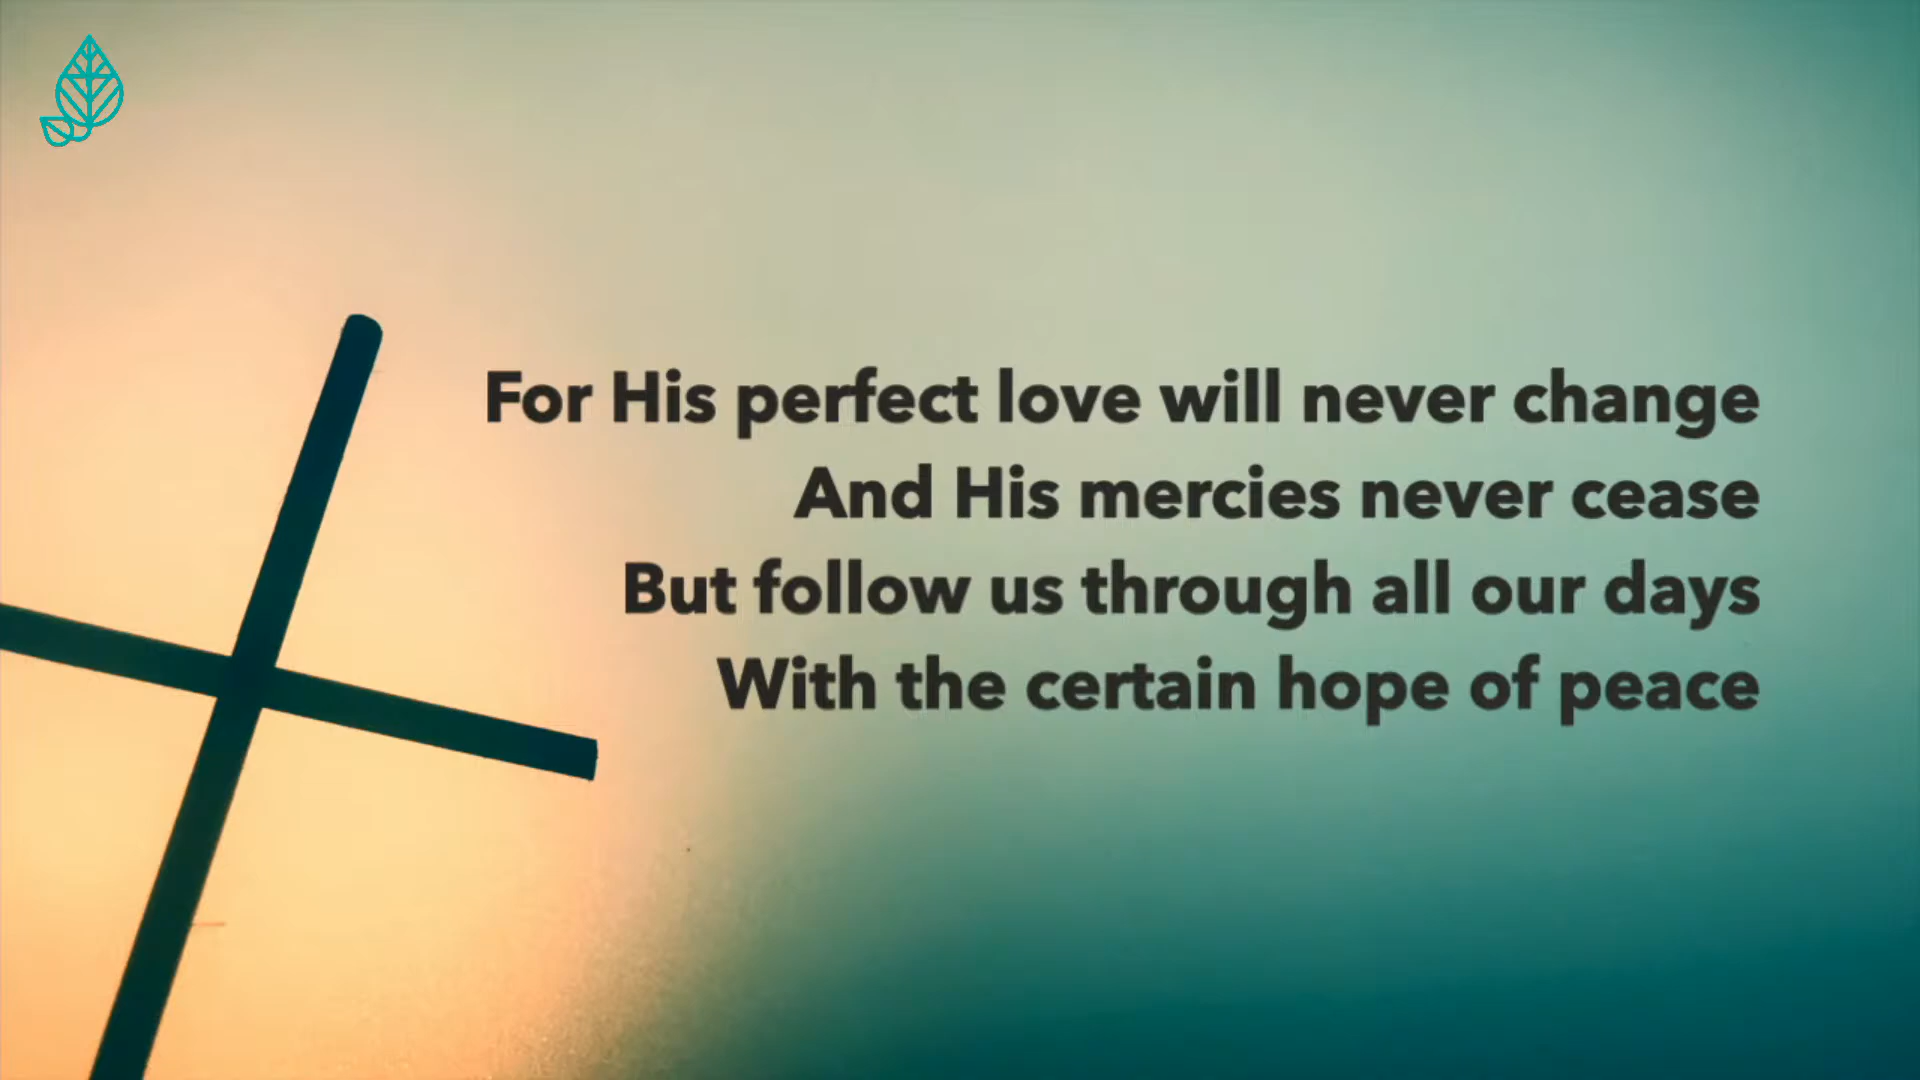 For His perfect love will never change
And His mercies never cease
But follow us through all our days
With the certain hope of peace